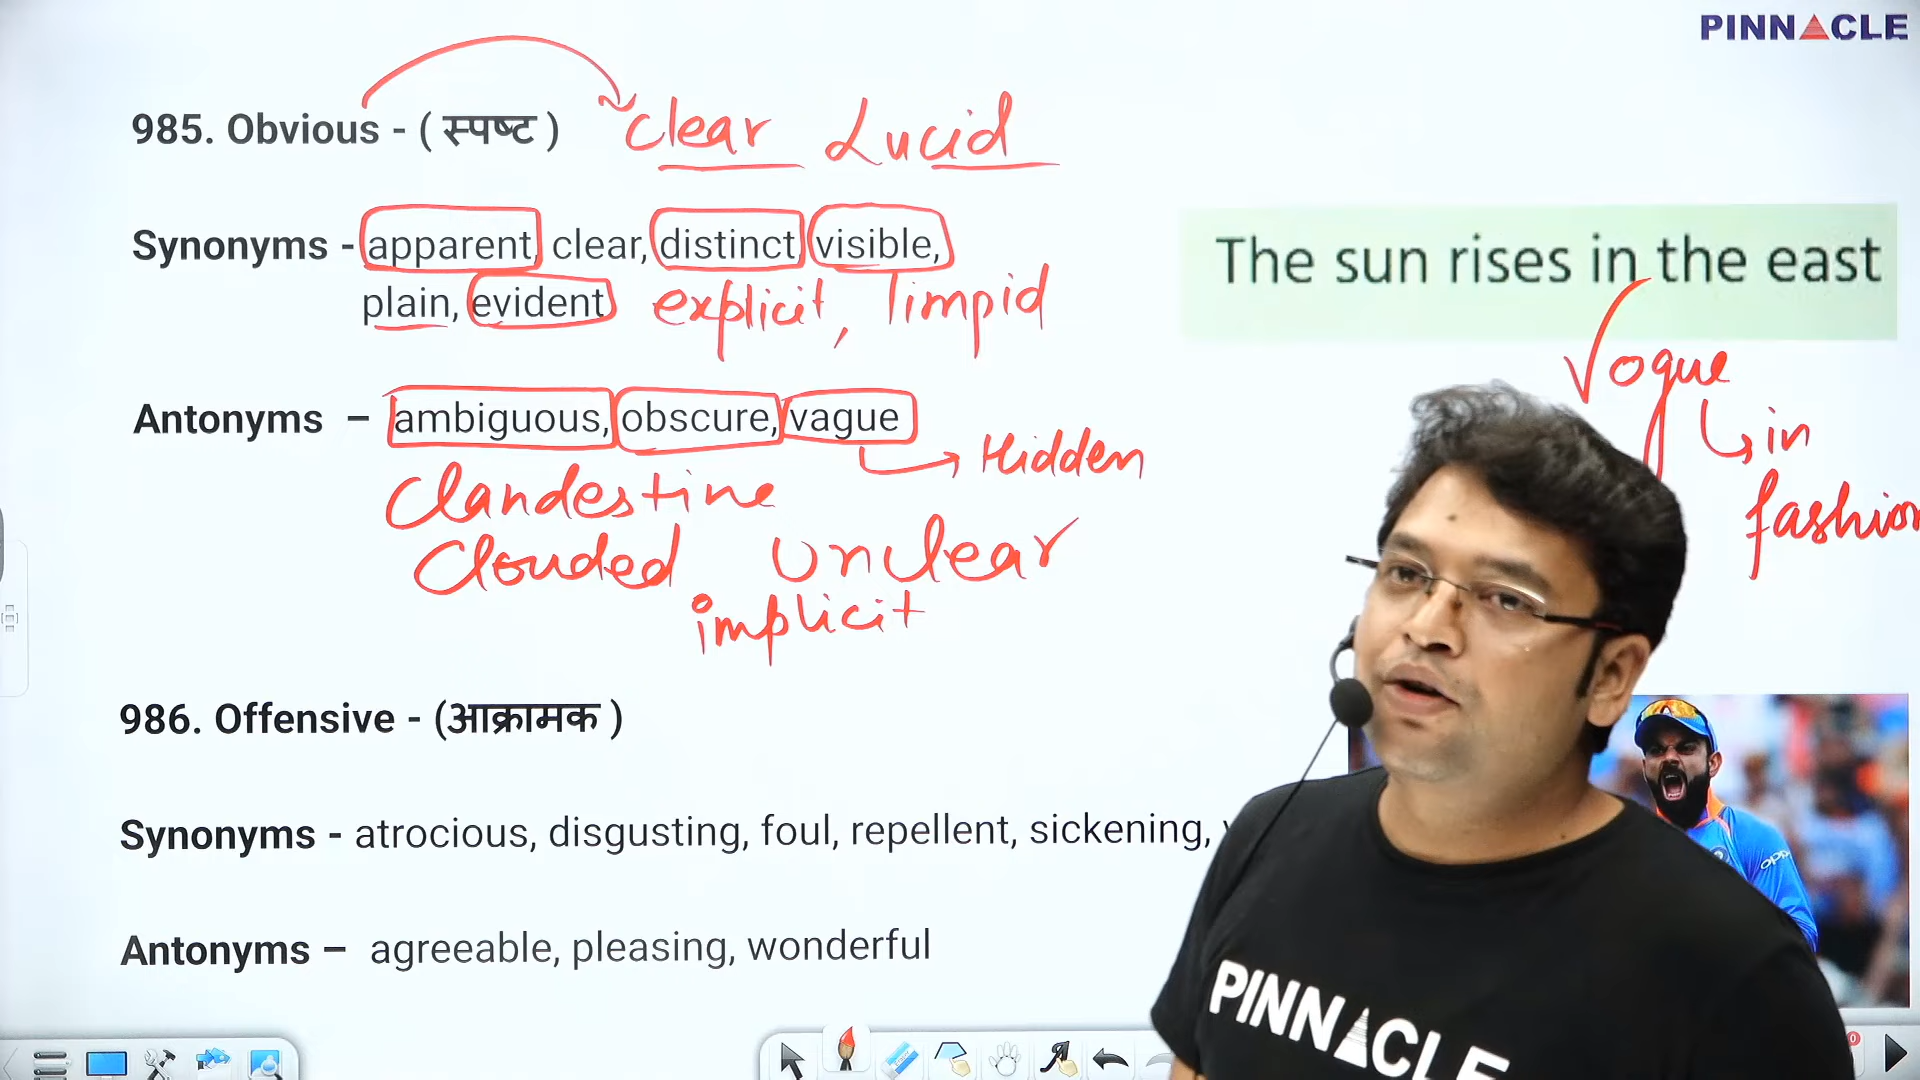 PINNACLE
985. Obvious - ( स्पष्ट ) clear Lucid
Synonyms - apparent, clear, distinct, visible,
plain, evident explicit, limpid
The sun rises in the east
Vogue
in
fashion
Antonyms – ambiguous, obscure, vague
Hidden
Clandestine
Clouded unclear
implicit
986. Offensive - (आक्रामक )
Synonyms - atrocious, disgusting, foul, repellent, sickening,
Antonyms – agreeable, pleasing, wonderful
oppo
PINNACLE